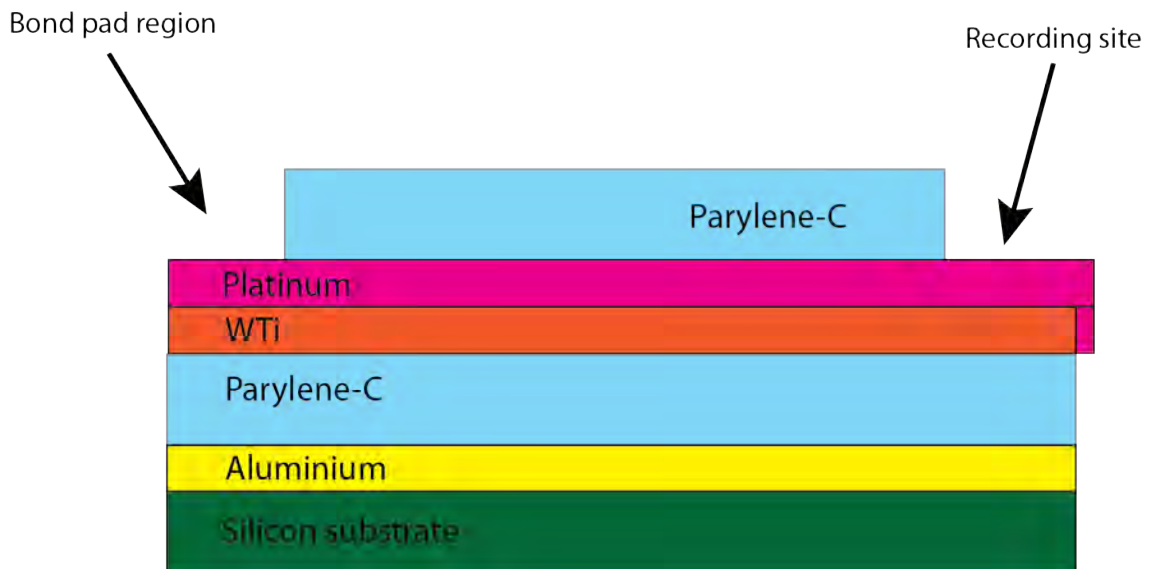 Bond pad region
Recording site
Parylene-C
Platinum
WTi
Parylene-C
Aluminium
Silicon substrate